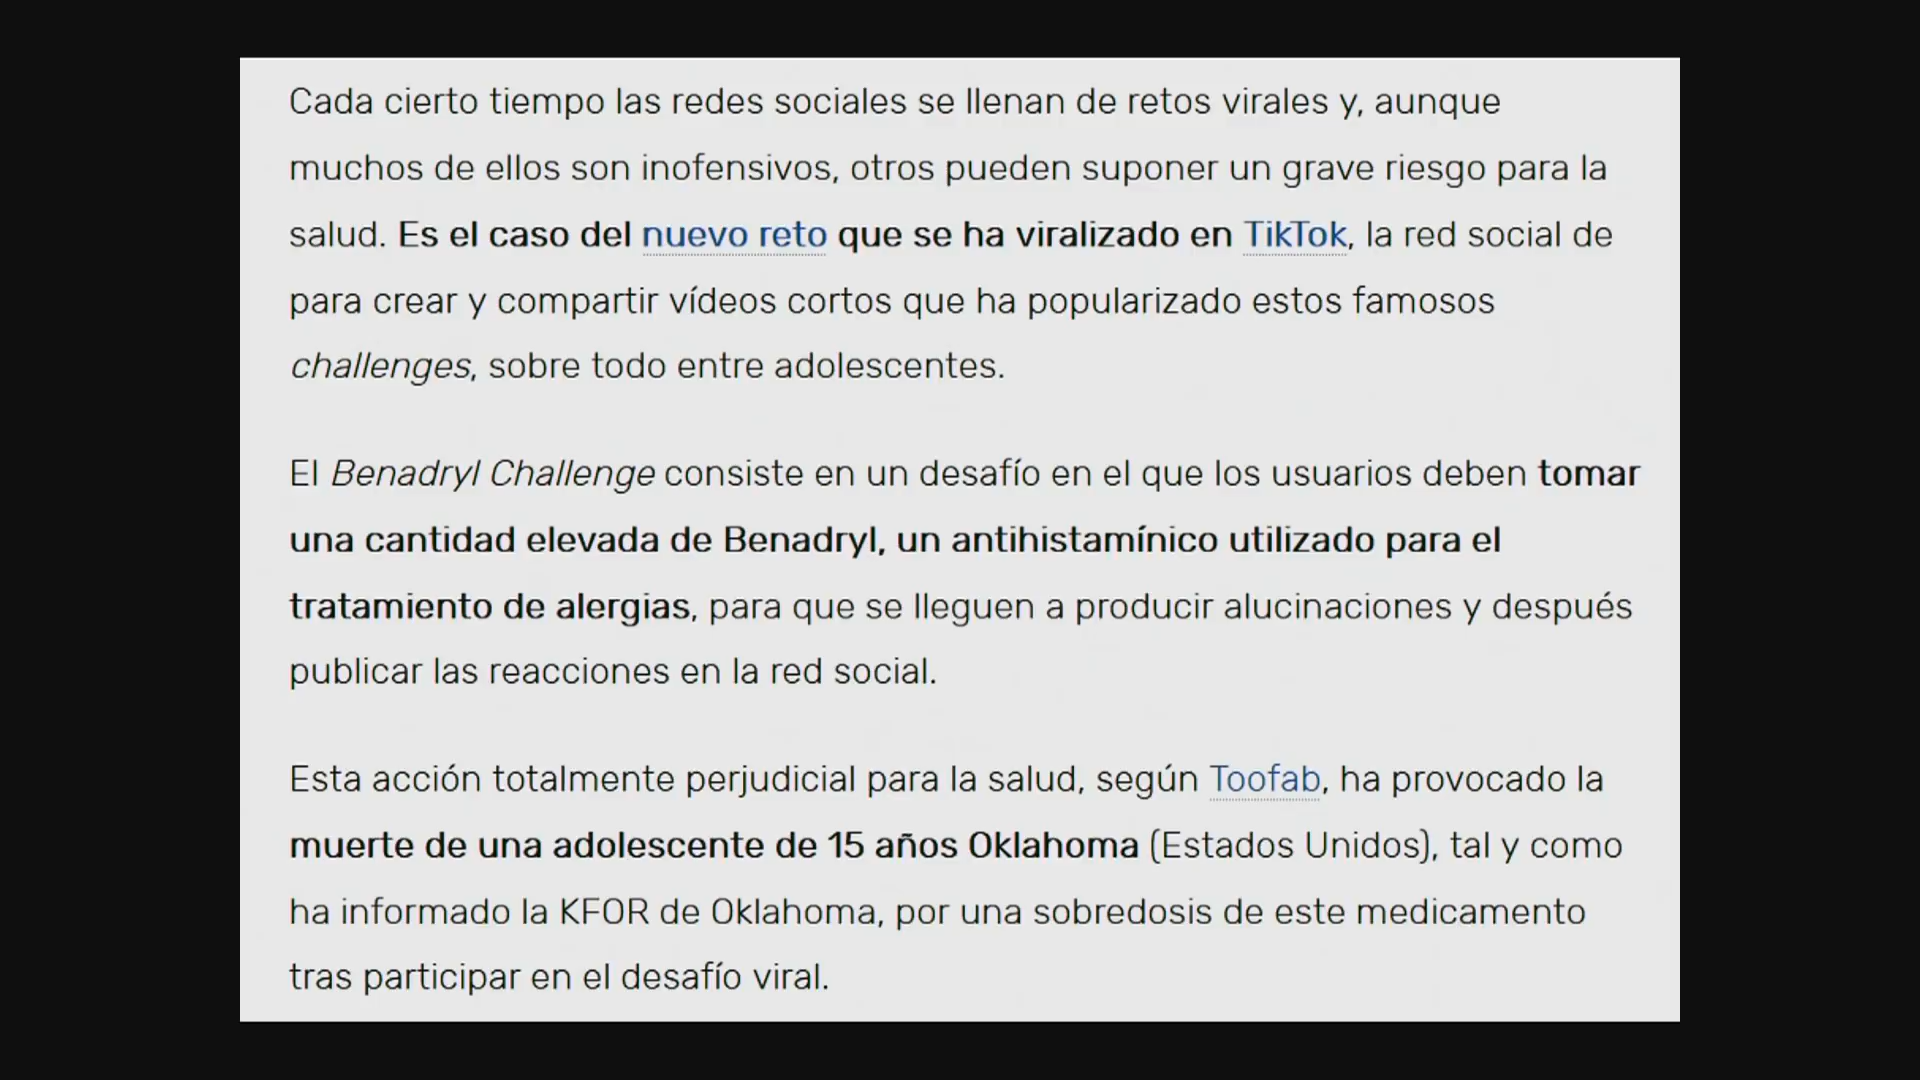 Cada cierto tiempo las redes sociales se llenan de retos virales y, aunque
muchos de ellos son inofensivos, otros pueden suponer un grave riesgo para la
salud. Es el caso del nuevo reto que se ha viralizado en TikTok, la red social de
para crear y compartir vídeos cortos que ha popularizado estos famosos
challenges, sobre todo entre adolescentes.
El Benadryl Challenge consiste en un desafío en el que los usuarios deben tomar
una cantidad elevada de Benadryl, un antihistamínico utilizado para el
tratamiento de alergias, para que se lleguen a producir alucinaciones y después
publicar las reacciones en la red social.
Esta acción totalmente perjudicial para la salud, según Toofab, ha provocado la
muerte de una adolescente de 15 años Oklahoma (Estados Unidos), tal y como
ha informado la KFOR de Oklahoma, por una sobredosis de este medicamento
tras participar en el desafío viral.